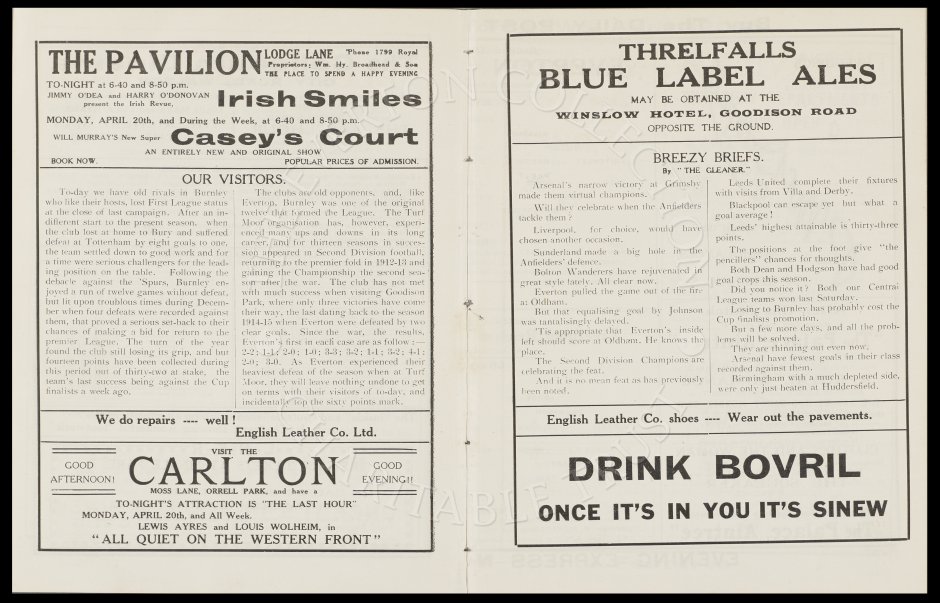 THE PAVILION LODGE LANE 'Phone 1799 Royal
Proprietors: Wm. Hy. Broadhead & Son
THE PLACE TO SPEND A HAPPY EVENING
TO-NIGHT at 6-40 and 8-50 p.m.
JIMMY O'DEA and HARRY O'DONOVAN
present the Irish Revue,
Irish Smiles
MONDAY, APRIL 20th, and During the Week, at 6-40 and 8-50 p.m.
WILL MURRAY'S New Super Casey's Court
AN ENTIRELY NEW AND ORIGINAL SHOW
BOOK NOW. POPULAR PRICES OF ADMISSION.
OUR VISITORS.
To-day we have old rivals in Burnley
who like their hosts, lost First League status
at the close of last campaign. After an in-
different start to the present season, when
the club lost at home to Bury and suffered
defeat at Tottenham by eight goals to one,
the team settled down to good work and for
a time were serious challengers for the lead-
ing position on the table. Following the
debacle against the 'Spurs, Burnley en-
joyed a run of twelve games without defeat,
but lit upon troublous times during Decem-
ber when four defeats were recorded against
them, that proved a serious set-back to their
chances of making a bid for return to the
premier League. The turn of the year
found the club still losing its grip, and but
fourteen points have been collected during
this period out of thirty-two at stake, the
team's last success being against the Cup
finalists a week ago.
The clubs are old opponents, and, like
Everton, Burnley was one of the original
twelve that formed the League. The Turf
Moor organisation has, however, experi-
enced many ups and downs in its long
career, and for thirteen seasons in succes-
sion appeared in Second Division football,
returning to the premier fold in 1912-13 and
gaining the Championship the second sea-
son after the war. The club has not met
with much success when visiting Goodison
Park, where only three victories have come
their way, the last dating back to the season
1914-15 when Everton were defeated by two
clear goals. Since the war, the results,
Everton's first in each case are as follow :—
2-2; 1-1; 2-0; 1-0; 3-3; 3-2; 1-1; 3-2; 4-1;
2-0; 3-0. As Everton experienced their
heaviest defeat of the season when at Turf
Moor, they will leave nothing undone to get
on terms with their visitors of to-day, and
incidentally top the sixty points mark.
We do repairs ---- well !
English Leather Co. Ltd.
VISIT THE
GOOD AFTERNOON! CARLTON GOOD EVENING!!
MOSS LANE, ORRELL PARK, and have a
TO-NIGHT'S ATTRACTION IS "THE LAST HOUR"
MONDAY, APRIL 20th, and All Week.
LEWIS AYRES and LOUIS WOLHEIM, in
"ALL QUIET ON THE WESTERN FRONT"
THRELFALLS
BLUE LABEL ALES
MAY BE OBTAINED AT THE
WINSLOW HOTEL, GOODISON ROAD
OPPOSITE THE GROUND.
BREEZY BRIEFS.
By "THE GLEANER."
Arsenal's narrow victory at Grimsby
made them virtual champions.
Will they celebrate when the Anfielders
tackle them?
Liverpool, for choice, would have
chosen another occasion.
Sunderland made a big hole in the
Anfielders' defence.
Bolton Wanderers have rejuvenated in
great style lately. All clear now.
Everton pulled the game out of the fire
at Oldham.
But that equalising goal by Johnson
was tantalisingly delayed.
'Tis appropriate that Everton's inside
left should score at Oldham. He knows the
place.
The Second Division Champions are
celebrating the feat.
And it is no mean feat as has previously
been noted.
Leeds United complete their fixtures
with visits from Villa and Derby.
Blackpool can escape yet but what a
goal average !
Leeds' highest attainable is thirty-three
points.
The positions at the foot give "the
pencillers" chances for thoughts.
Both Dean and Hodgson have had good
goal crops this season.
Did you notice it? Both our Central
League teams won last Saturday.
Losing to Burnley has probably cost the
Cup finalists promotion.
But a few more days, and all the prob-
lems will be solved.
They are thinning out even now.
Arsenal have fewest goals in their class
recorded against them.
Birmingham with a much depleted side,
were only just beaten at Huddersfield.
English Leather Co. shoes ---- Wear out the pavements.
DRINK BOVRIL
ONCE IT'S IN YOU IT'S SINEW